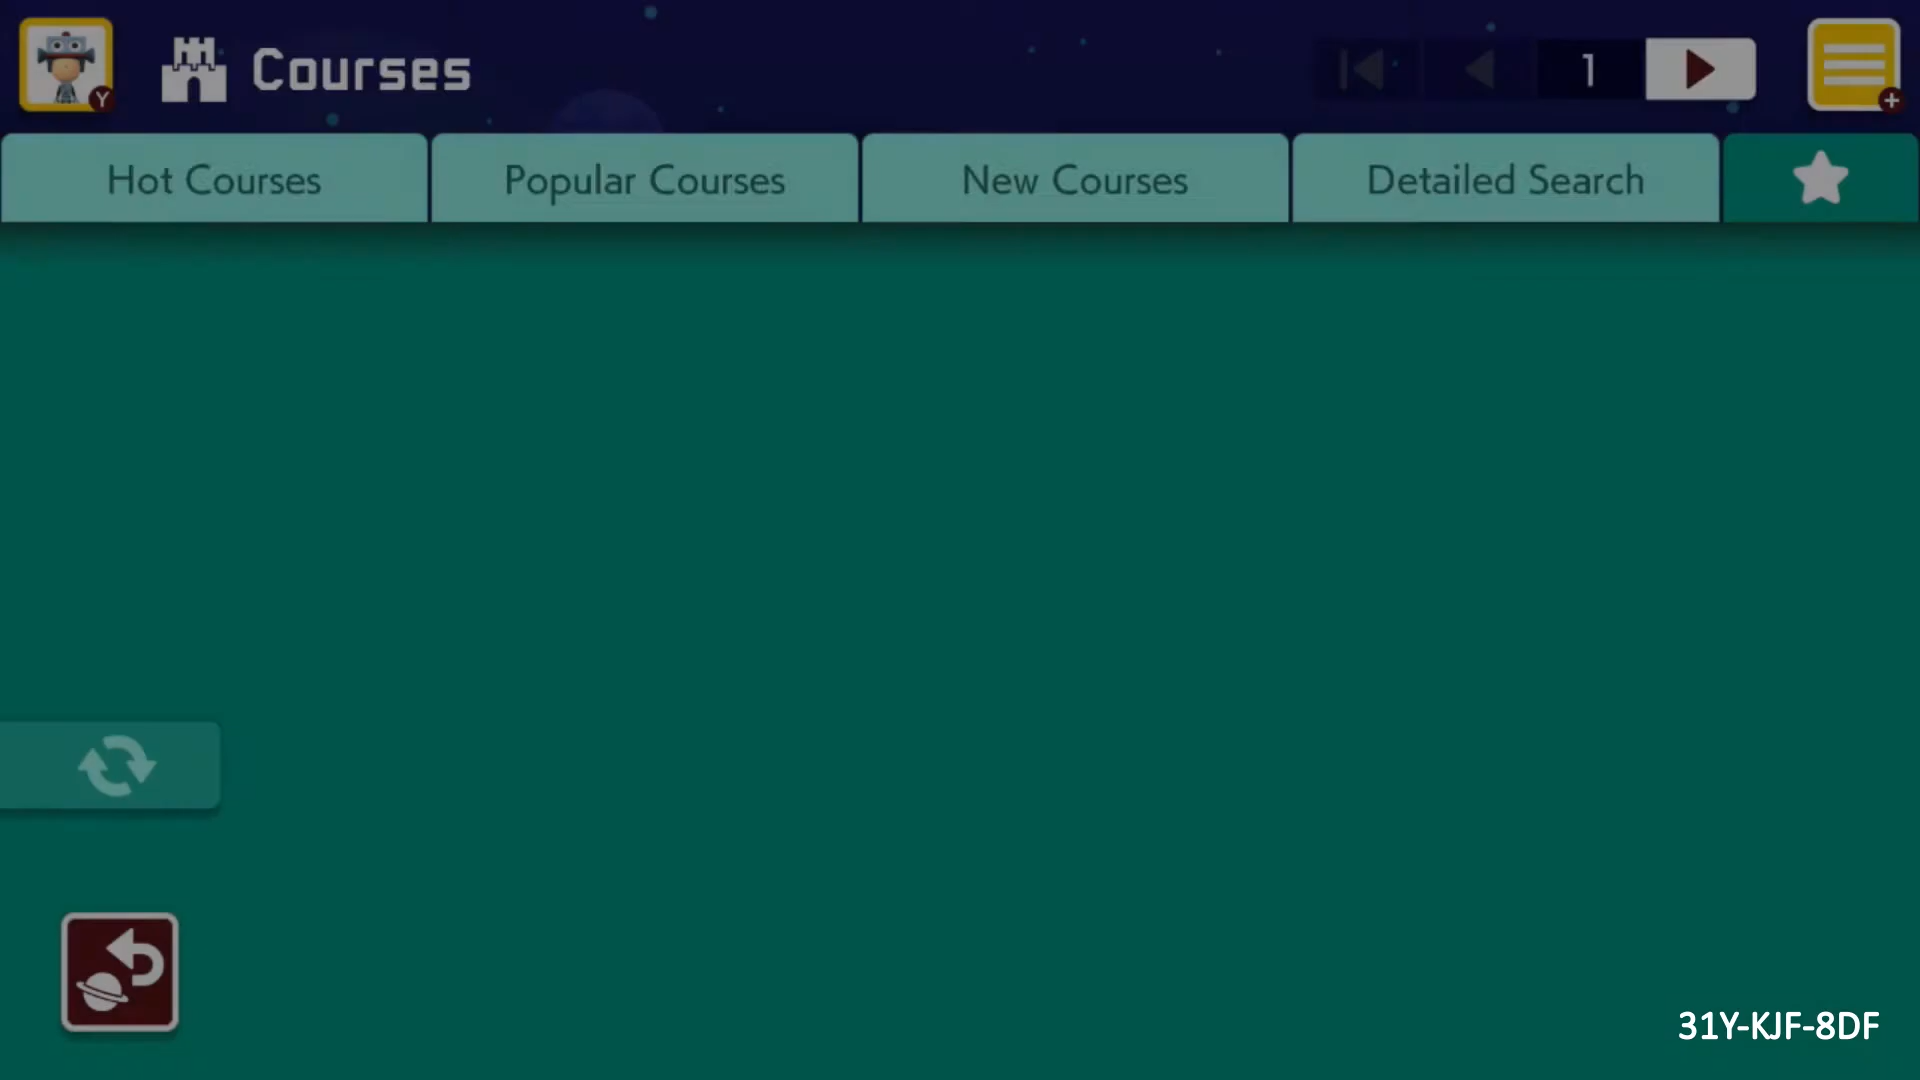 Y
Courses
1
+
Hot Courses
Popular Courses
New Courses
Detailed Search
31Y-KJF-8DF